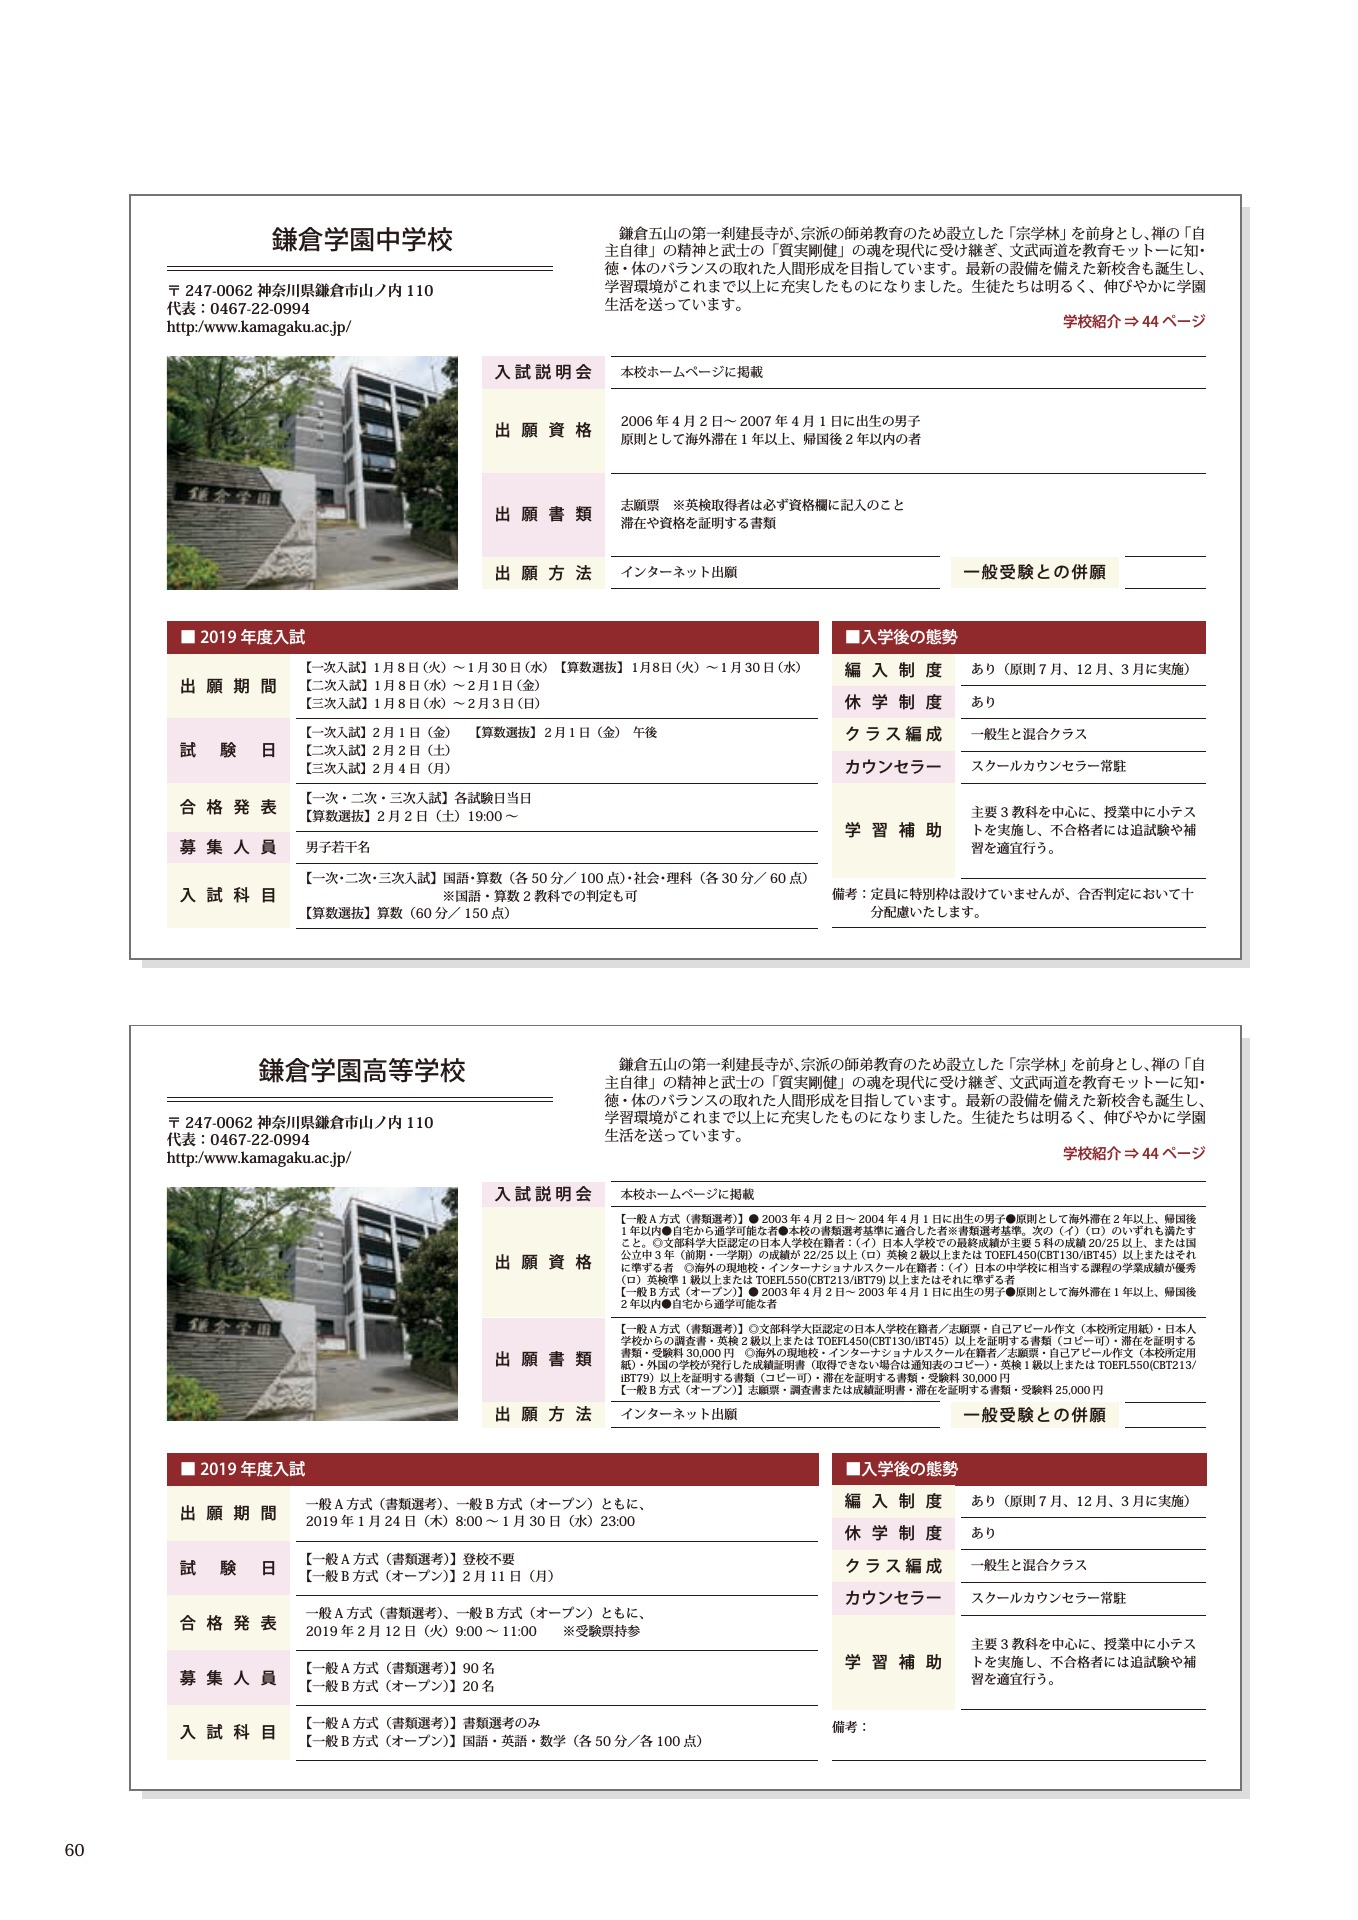 鎌倉学園中学校
〒 247-0062 神奈川県鎌倉市山ノ内 110
代表：0467-22-0994
http:/www.kamagaku.ac.jp/
鎌倉五山の第一刹建長寺が、宗派の師弟教育のため設立した「宗学林」を前身とし、禅の「自
主自律」の精神と武士の「質実剛健」の魂を現代に受け継ぎ、文武両道を教育モットーに知・
徳・体のバランスの取れた人間形成を目指しています。最新の設備を備えた新校舎も誕生し、
学習環境がこれまで以上に充実したものになりました。生徒たちは明るく、伸びやかに学園
生活を送っています。
学校紹介 ⇒ 44 ページ
鎌倉学園
入試説明会 本校ホームページに掲載
出願資格
2006 年 4 月 2 日〜 2007 年 4 月 1 日に出生の男子
原則として海外滞在 1 年以上、帰国後 2 年以内の者
出願書類
志願票　※英検取得者は必ず資格欄に記入のこと
滞在や資格を証明する書類
出願方法 インターネット出願 一般受験との併願
■ 2019 年度入試
出願期間
【一次入試】1 月 8 日（火）〜 1 月 30 日（水）【算数選抜】1月8日（火）〜 1 月 30 日（水）
【二次入試】1 月 8 日（水）〜 2 月 1 日（金）
【三次入試】1 月 8 日（水）〜 2 月 3 日（日）
試験日
【一次入試】2 月 1 日（金）　【算数選抜】2 月 1 日（金）　午後
【二次入試】2 月 2 日（土）
【三次入試】2 月 4 日（月）
合格発表
【一次・二次・三次入試】各試験日当日
【算数選抜】2 月 2 日（土）19:00 〜
募集人員 男子若干名
入試科目
【一次・二次・三次入試】国語・算数（各 50 分／ 100 点）・社会・理科（各 30 分／ 60 点）
※国語・算数 2 教科での判定も可
【算数選抜】算数（60 分／ 150 点）
■入学後の態勢
編入制度 あり（原則 7 月、12 月、3 月に実施）
休学制度 あり
クラス編成 一般生と混合クラス
カウンセラー スクールカウンセラー常駐
学習補助
主要 3 教科を中心に、授業中に小テス
トを実施し、不合格者には追試験や補
習を適宜行う。
備考：定員に特別枠は設けていませんが、合否判定において十
分配慮いたします。
鎌倉学園高等学校
〒 247-0062 神奈川県鎌倉市山ノ内 110
代表：0467-22-0994
http:/www.kamagaku.ac.jp/
鎌倉五山の第一刹建長寺が、宗派の師弟教育のため設立した「宗学林」を前身とし、禅の「自
主自律」の精神と武士の「質実剛健」の魂を現代に受け継ぎ、文武両道を教育モットーに知・
徳・体のバランスの取れた人間形成を目指しています。最新の設備を備えた新校舎も誕生し、
学習環境がこれまで以上に充実したものになりました。生徒たちは明るく、伸びやかに学園
生活を送っています。
学校紹介 ⇒ 44 ページ
鎌倉学園
入試説明会 本校ホームページに掲載
出願資格
【一般 A 方式（書類選考）】● 2003 年 4 月 2 日〜 2004 年 4 月 1 日に出生の男子●原則として海外滞在 2 年以上、帰国後
1 年以内●自宅から通学可能な者●本校の書類選考基準に適合した者※書類選考基準。次の（イ）（ロ）のいずれも満たす
こと。◎文部科学大臣認定の日本人学校在籍者：（イ）日本人学校での最終成績が主要 5 科の成績 20/25 以上、または国
公立中 3 年（前期・一学期）の成績が 22/25 以上（ロ）英検 2 級以上または TOEFL450(CBT130/iBT45）以上またはそれ
に準ずる者　◎海外の現地校・インターナショナルスクール在籍者：（イ）日本の中学校に相当する課程の学業成績が優秀
（ロ）英検準 1 級以上または TOEFL550(CBT213/iBT79) 以上またはそれに準ずる者
【一般 B 方式（オープン）】● 2003 年 4 月 2 日〜 2003 年 4 月 1 日に出生の男子●原則として海外滞在 1 年以上、帰国後
2 年以内●自宅から通学可能な者
出願書類
【一般 A 方式（書類選考）】◎文部科学大臣認定の日本人学校在籍者／志願票・自己アピール作文（本校所定用紙）・日本人
学校からの調査書・英検 2 級以上または TOEFL450(CBT130/iBT45）以上を証明する書類（コピー可）・滞在を証明する
書類・受験料 30,000 円　◎海外の現地校・インターナショナルスクール在籍者／志願票・自己アピール作文（本校所定用
紙）・外国の学校が発行した成績証明書（取得できない場合は通知表のコピー）・英検 1 級以上または TOEFL550(CBT213/
iBT79）以上を証明する書類（コピー可）・滞在を証明する書類・受験料 30,000 円
【一般 B 方式（オープン）】志願票・調査書または成績証明書・滞在を証明する書類・受験料 25,000 円
出願方法 インターネット出願 一般受験との併願
■ 2019 年度入試
出願期間
一般 A 方式（書類選考）、一般 B 方式（オープン）ともに、
2019 年 1 月 24 日（木）8:00 〜 1 月 30 日（水）23:00
試験日
【一般 A 方式（書類選考）】登校不要
【一般 B 方式（オープン）】2 月 11 日（月）
合格発表
一般 A 方式（書類選考）、一般 B 方式（オープン）ともに、
2019 年 2 月 12 日（火）9:00 〜 11:00　※受験票持参
募集人員
【一般 A 方式（書類選考）】90 名
【一般 B 方式（オープン）】20 名
入試科目
【一般 A 方式（書類選考）】書類選考のみ
【一般 B 方式（オープン）】国語・英語・数学（各 50 分／各 100 点）
■入学後の態勢
編入制度 あり（原則 7 月、12 月、3 月に実施）
休学制度 あり
クラス編成 一般生と混合クラス
カウンセラー スクールカウンセラー常駐
学習補助
主要 3 教科を中心に、授業中に小テス
トを実施し、不合格者には追試験や補
習を適宜行う。
備考：
60